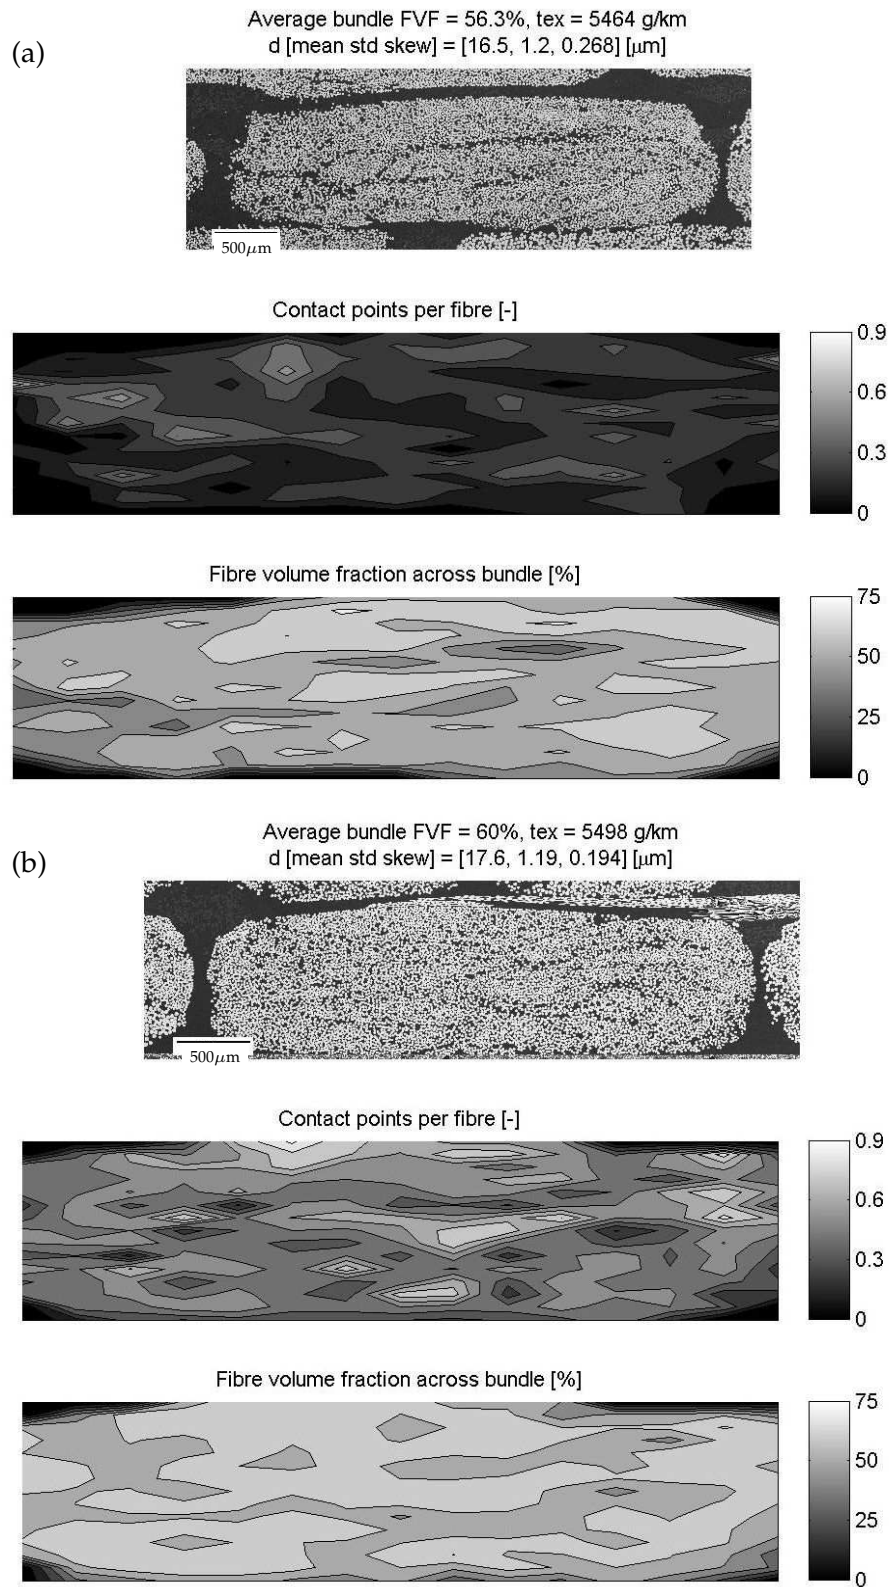 (a)
Average bundle FVF = 56.3%, tex = 5464 g/km
d [mean std skew] = [16.5, 1.2, 0.268] [μm]
500μm
Contact points per fibre [-]
0.9
0.6
0.3
0
Fibre volume fraction across bundle [%]
75
50
25
0
(b)
Average bundle FVF = 60%, tex = 5498 g/km
d [mean std skew] = [17.6, 1.19, 0.194] [μm]
500μm
Contact points per fibre [-]
0.9
0.6
0.3
0
Fibre volume fraction across bundle [%]
75
50
25
0